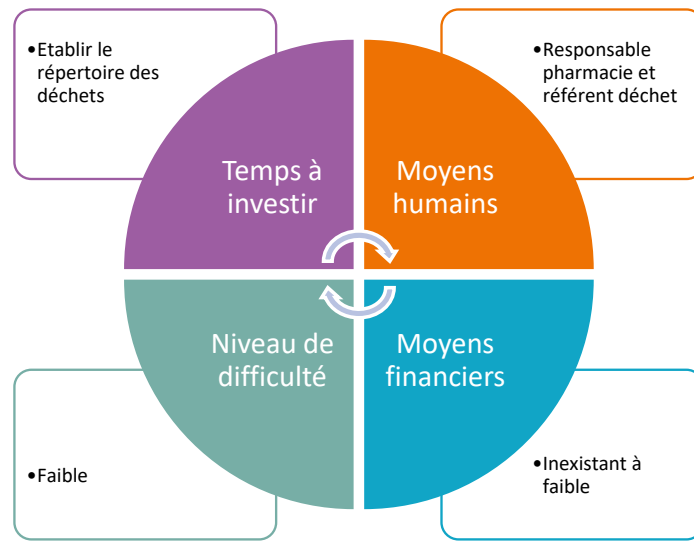 •Etablir le
répertoire des
déchets
•Responsable
pharmacie et
référent déchet
Temps à
investir
Moyens
humains
Niveau de
difficulté
Moyens
financiers
•Faible
•Inexistant à
faible